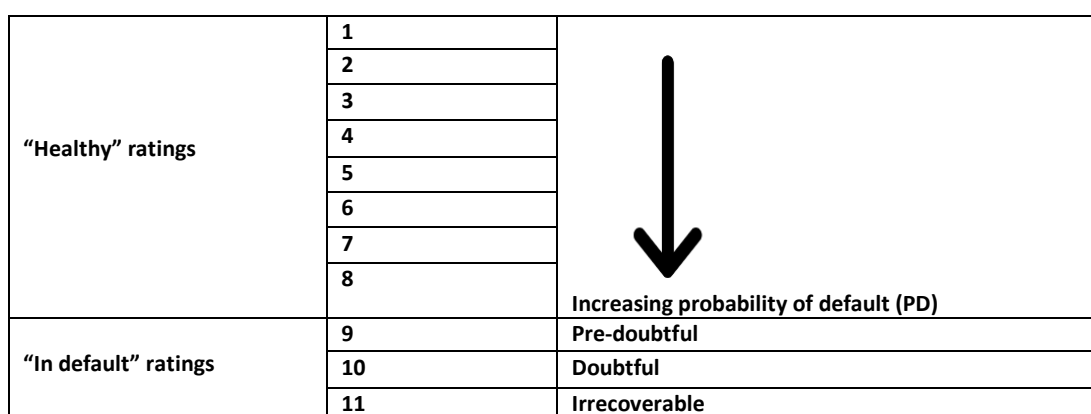 1
2
3
4
“Healthy” ratings
5
6
7
8
Increasing probability of default (PD)
9 Pre-doubtful
“In default” ratings 10 Doubtful
11 Irrecoverable